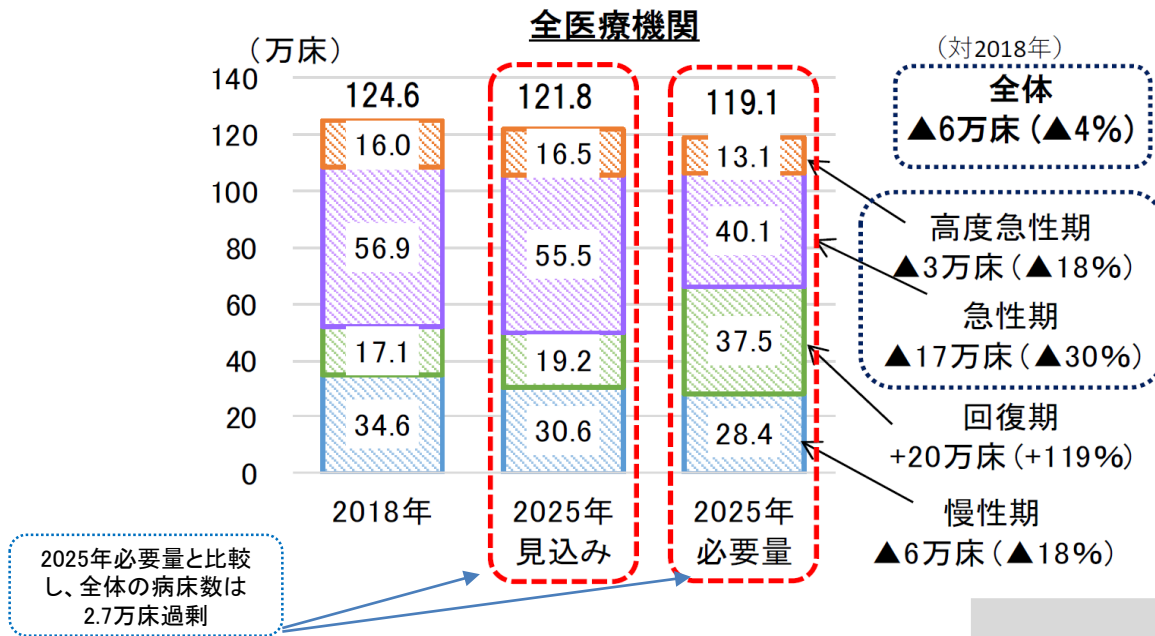 全医療機関
（万床）
（対2018年）
140
120
100
80
60
40
20
0
124.6
16.0
56.9
17.1
34.6
2018年
121.8
16.5
55.5
19.2
30.6
2025年
見込み
119.1
13.1
40.1
37.5
28.4
2025年
必要量
全体
▲6万床（▲4%）
高度急性期
▲3万床（▲18%）
急性期
▲17万床（▲30%）
回復期
+20万床（+119%）
慢性期
▲6万床（▲18%）
2025年必要量と比較
し、全体の病床数は
2.7万床過剰